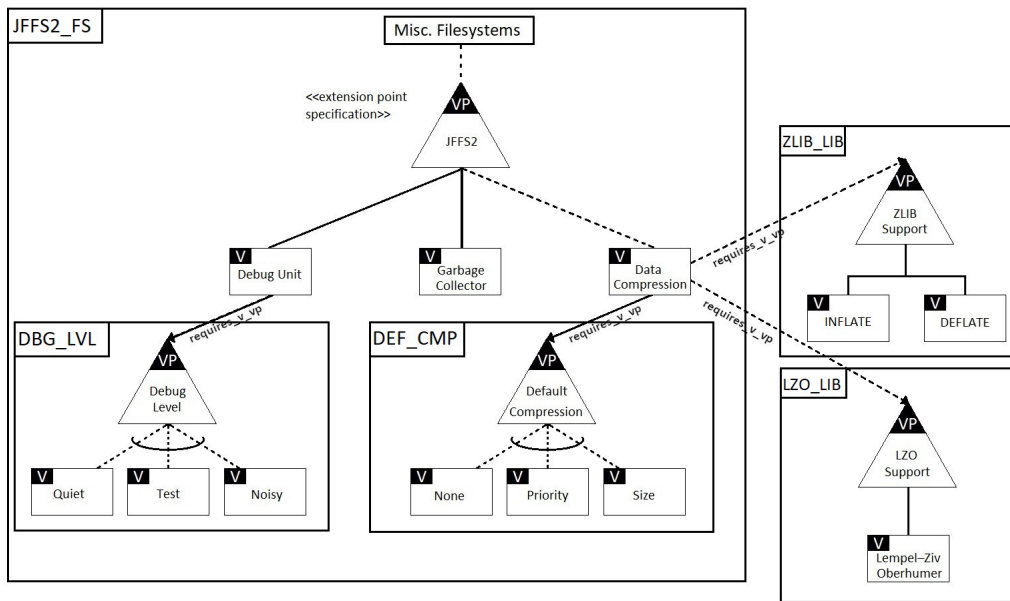 JFFS2_FS
Misc. Filesystems
<<extension point
specification>>
VP
JFFS2
V
Debug Unit
V
Garbage
Collector
V
Data
Compression
requires_v_vp
requires_v_vp
requires_v_vp
requires_v_vp
DBG_LVL
VP
Debug
Level
V
Quiet
V
Test
V
Noisy
DEF_CMP
VP
Default
Compression
V
None
V
Priority
V
Size
ZLIB_LIB
VP
ZLIB
Support
V
INFLATE
V
DEFLATE
LZO_LIB
VP
LZO
Support
V
Lempel–Ziv
Oberhumer